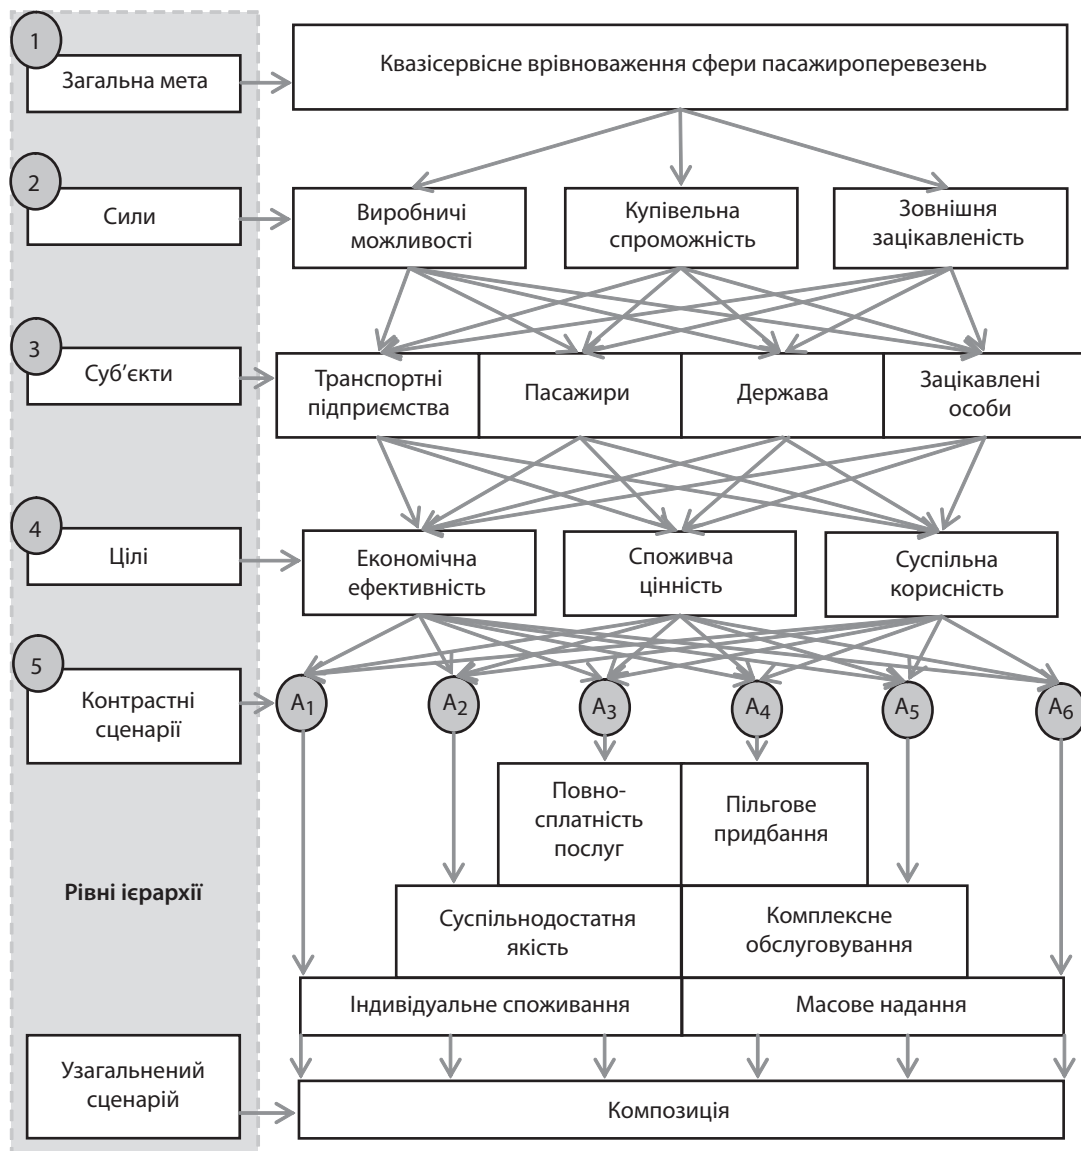 1
Загальна мета
Квазісервісне врівноваження сфери пасажироперевезень
2
Сили
Виробничі
можливості
Купівельна
спроможність
Зовнішня
зацікавленість
3
Суб’єкти
Транспортні
підприємства
Пасажири
Держава
Зацікавлені
особи
4
Цілі
Економічна
ефективність
Споживча
цінність
Суспільна
корисність
5
Контрастні
сценарії
A1
A2
A3
A4
A5
A6
Повно-
сплатність
послуг
Пільгове
придбання
Рівні ієрархії
Суспільнодостатня
якість
Комплексне
обслуговування
Індивідуальне споживання
Масове надання
Узагальнений
сценарій
Композиція